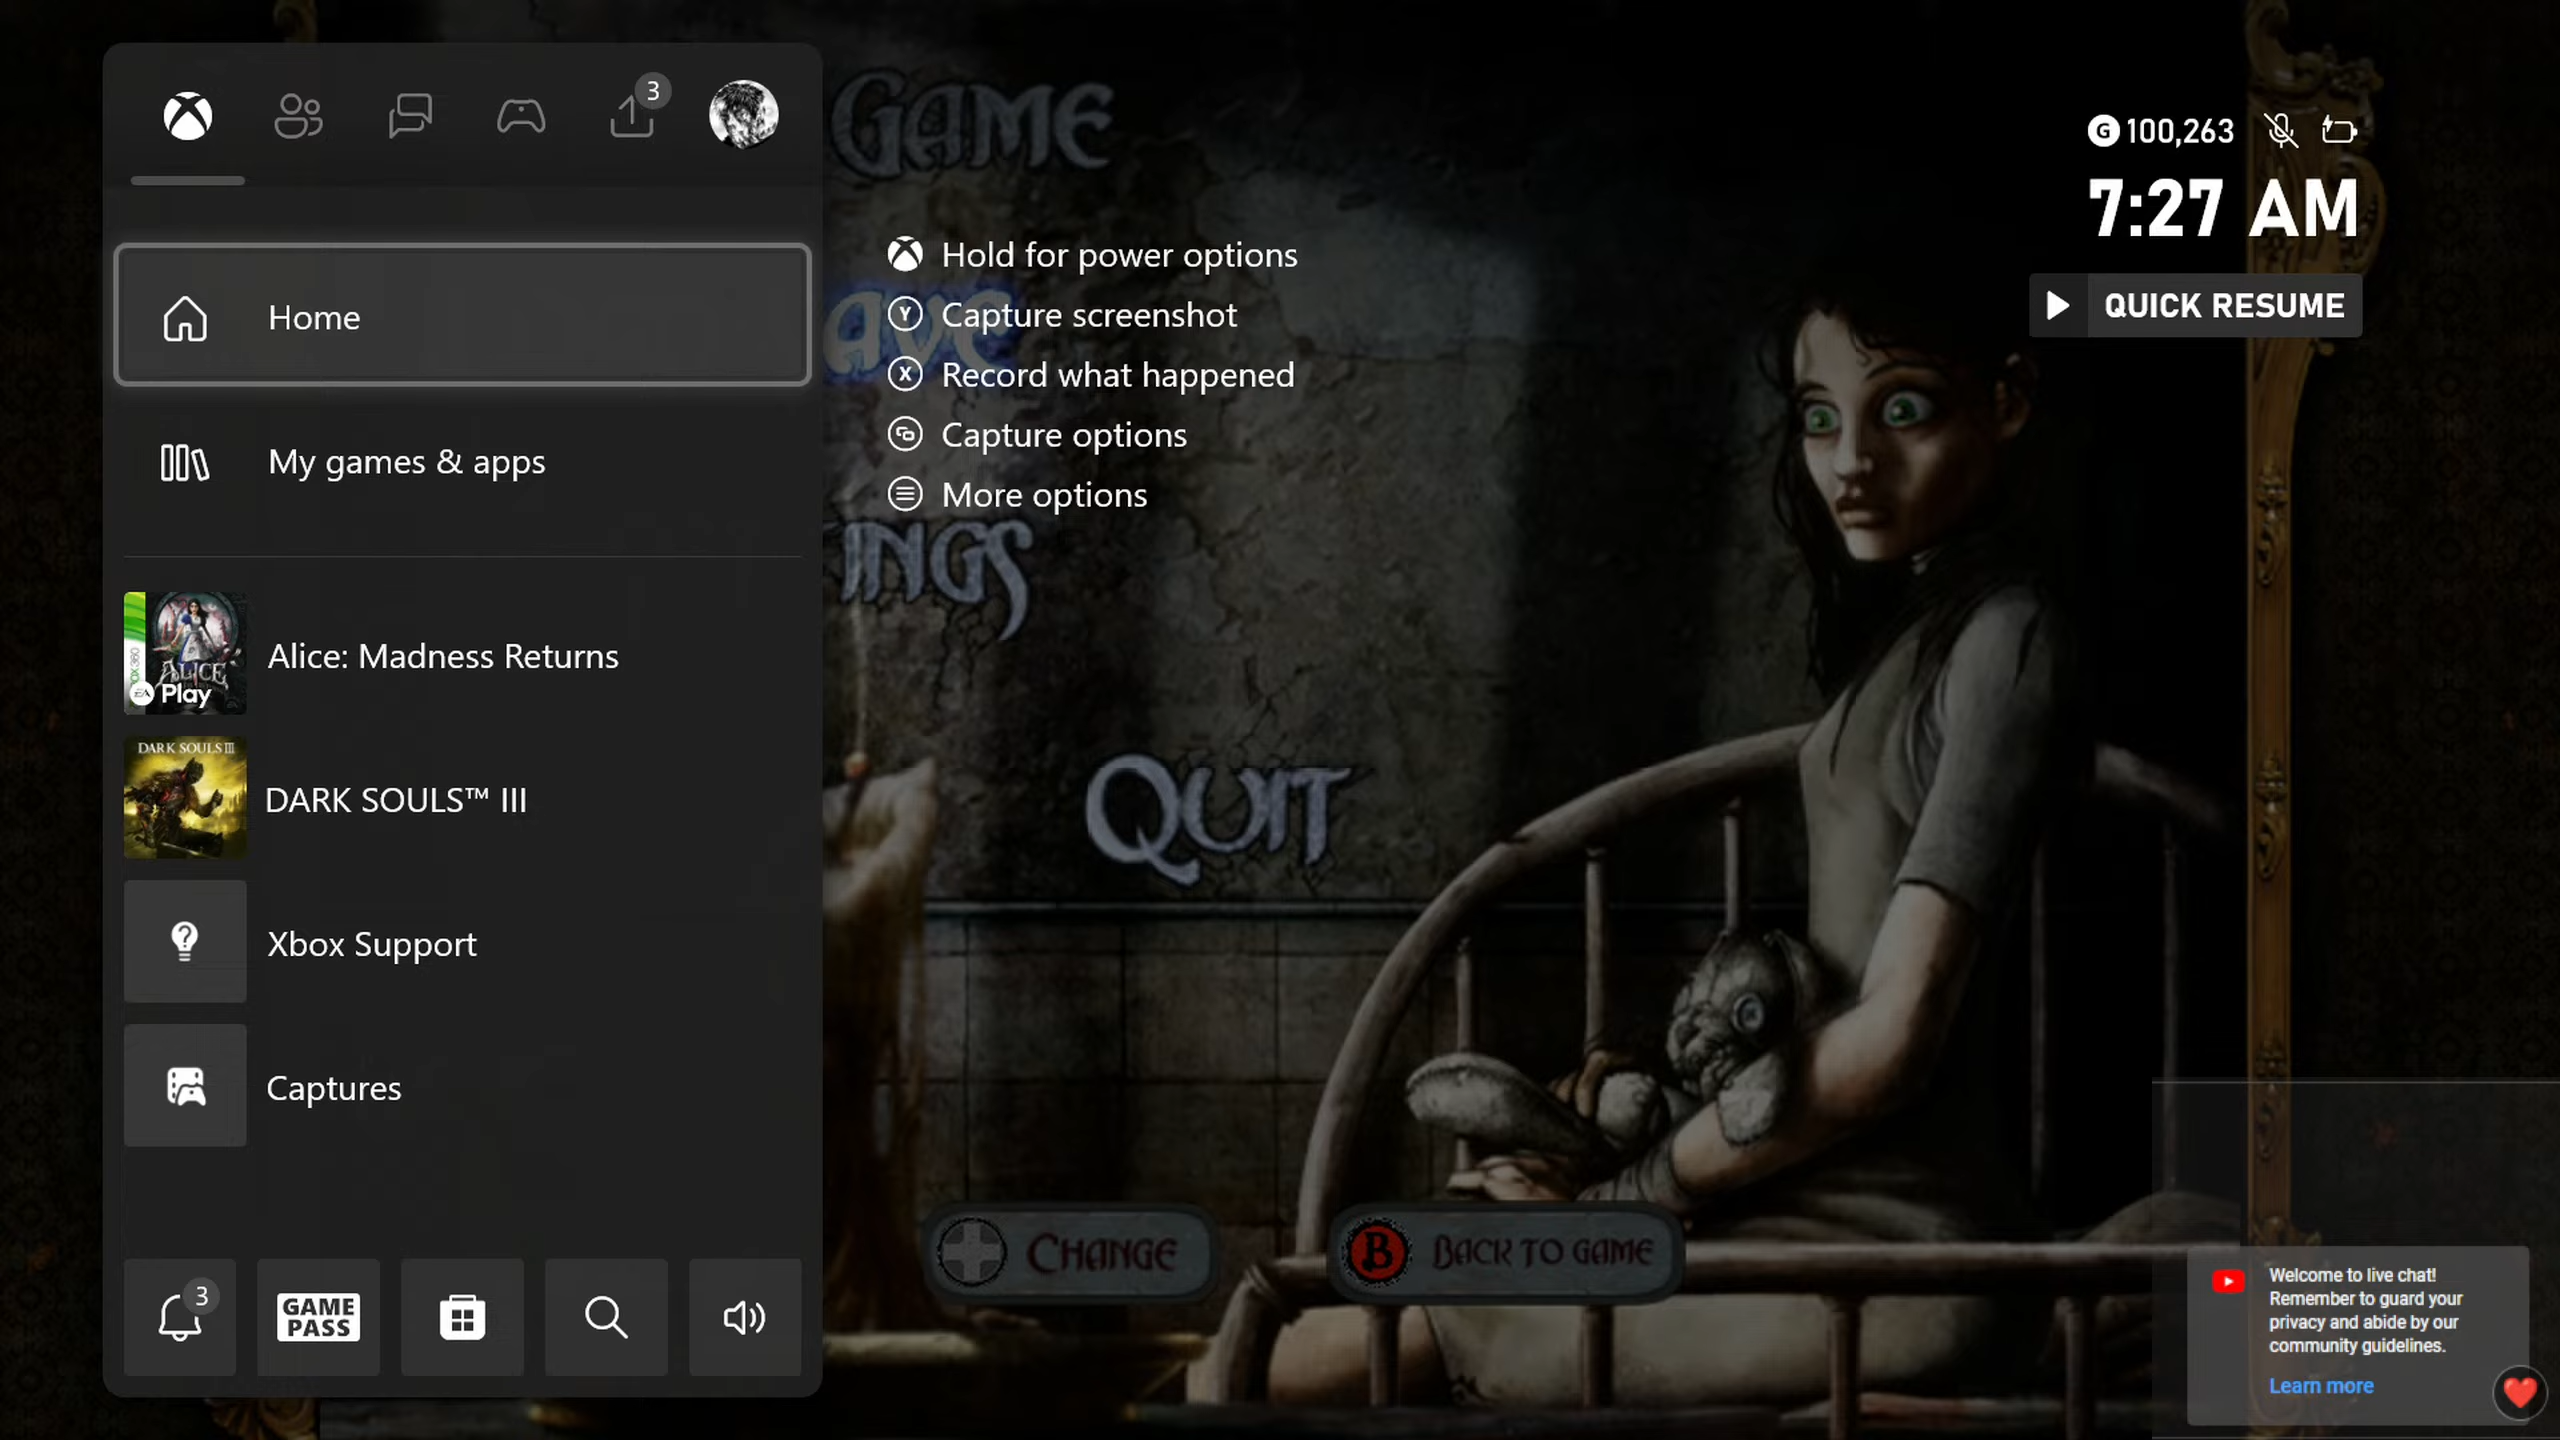 3
GAME
G 100,263
7:27 AM
QUICK RESUME
Home
Hold for power options
Y Capture screenshot
X Record what happened
Capture options
More options
My games & apps
INGS
Alice: Madness Returns
ALICE
EA Play
DARK SOULS III
DARK SOULS™ III
QUIT
Xbox Support
Captures
CHANGE
B BACK TO GAME
3
GAME PASS
Welcome to live chat!
Remember to guard your
privacy and abide by our
community guidelines.
Learn more